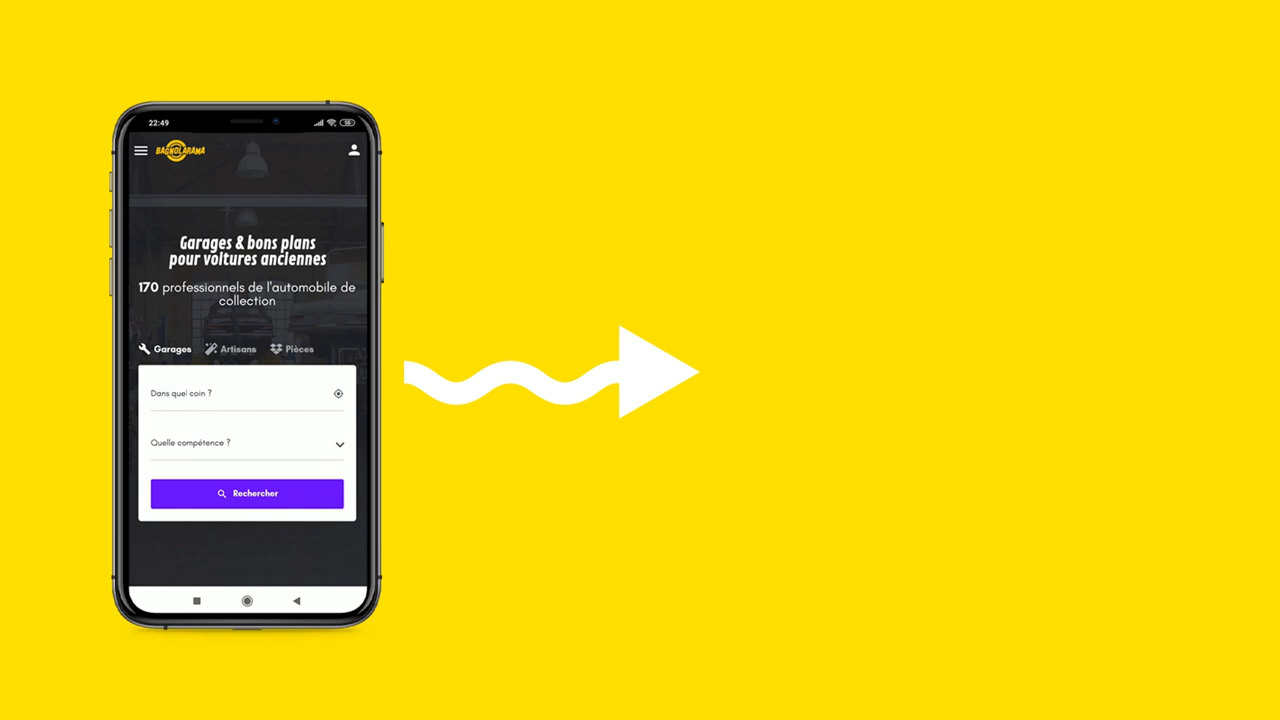 22:49
56
BAGNOLARAMA
Garages & bons plans
pour voitures anciennes
170 professionnels de l'automobile de
collection
Garages Artisans Pièces
Dans quel coin ?
Quelle compétence ?
Rechercher